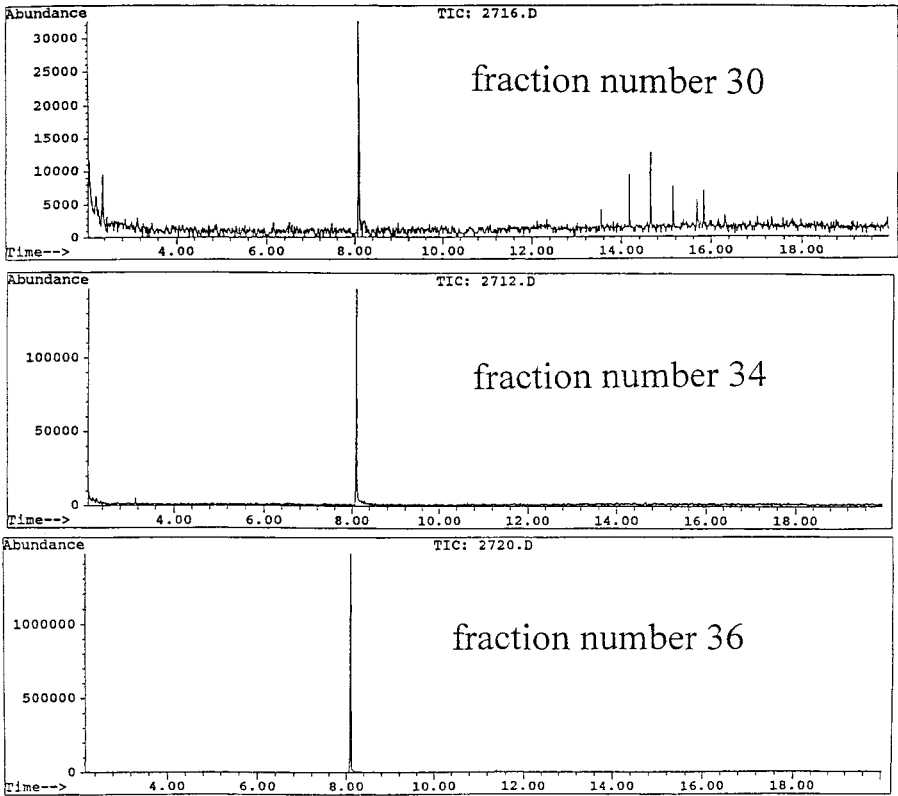 Abundance TIC: 2716.D
30000
fraction number 30
25000
20000
15000
10000
5000
0
Time--> 4.00 6.00 8.00 10.00 12.00 14.00 16.00 18.00
Abundance TIC: 2712.D
100000
fraction number 34
50000
0
Time--> 4.00 6.00 8.00 10.00 12.00 14.00 16.00 18.00
Abundance TIC: 2720.D
1000000
fraction number 36
500000
0
Time--> 4.00 6.00 8.00 10.00 12.00 14.00 16.00 18.00